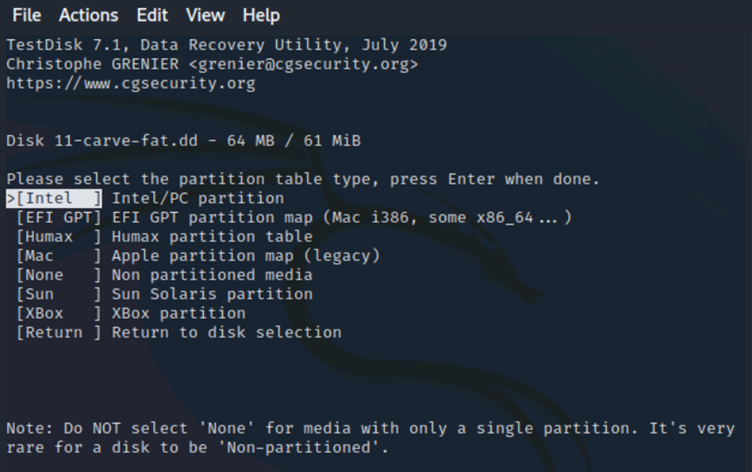 File Actions Edit View Help
TestDisk 7.1, Data Recovery Utility, July 2019
Christophe GRENIER <grenier@cgsecurity.org>
https://www.cgsecurity.org
Disk 11-carve-fat.dd - 64 MB / 61 MiB
Please select the partition table type, press Enter when done.
>[Intel  ] Intel/PC partition
[EFI GPT] EFI GPT partition map (Mac i386, some x86_64...)
[Humax  ] Humax partition table
[Mac    ] Apple partition map (legacy)
[None   ] Non partitioned media
[Sun    ] Sun Solaris partition
[XBox   ] XBox partition
[Return ] Return to disk selection
Note: Do NOT select 'None' for media with only a single partition. It's very
rare for a disk to be 'Non-partitioned'.